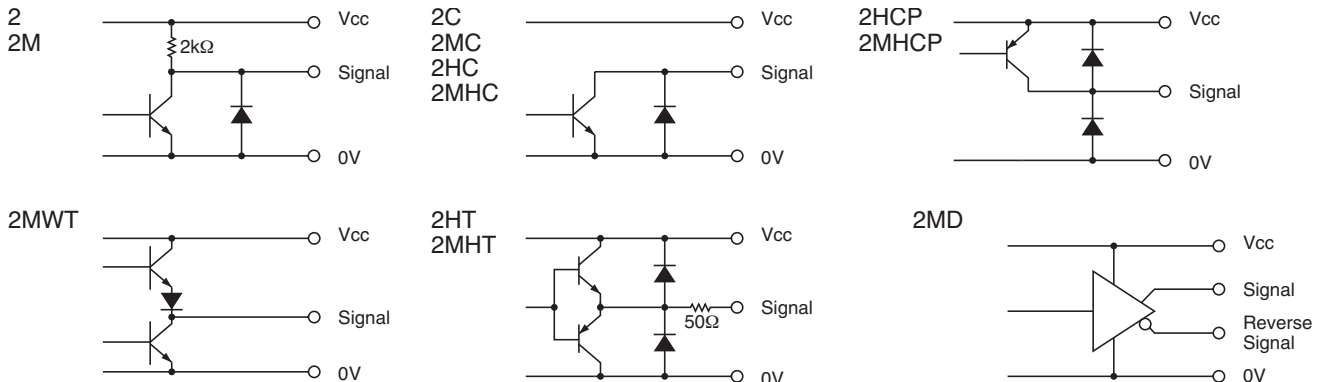 2
2M
Vcc
2kΩ
Signal
0V
2C
2MC
2HC
2MHC
Vcc
Signal
0V
2HCP
2MHCP
Vcc
Signal
0V
2MWT
Vcc
Signal
0V
2HT
2MHT
Vcc
Signal
50Ω
0V
2MD
Vcc
Signal
Reverse
Signal
0V